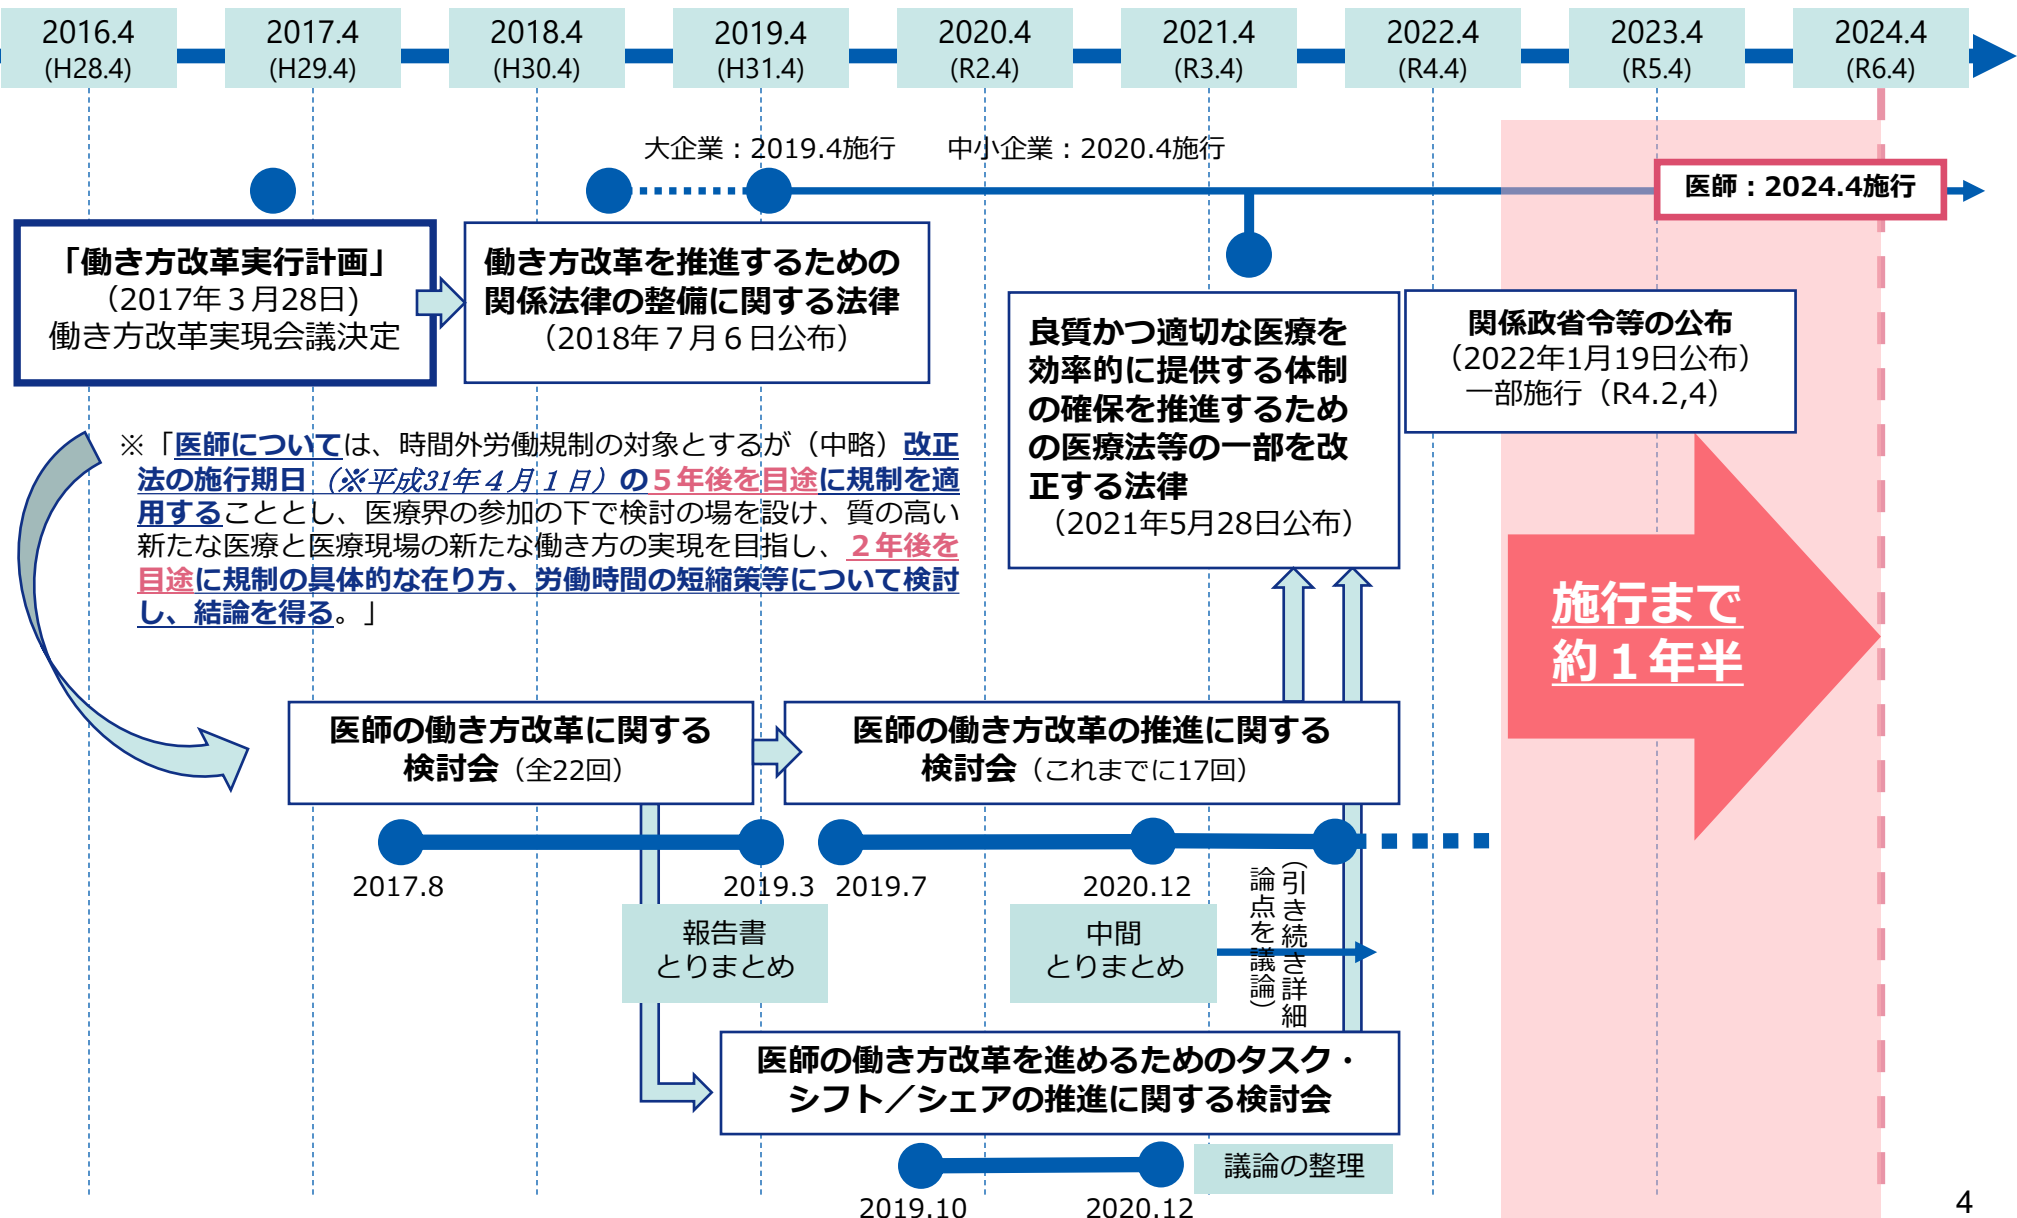 2016.4
(H28.4)
2017.4
(H29.4)
2018.4
(H30.4)
2019.4
(H31.4)
2020.4
(R2.4)
2021.4
(R3.4)
2022.4
(R4.4)
2023.4
(R5.4)
2024.4
(R6.4)
大企業：2019.4施行
中小企業：2020.4施行
医師：2024.4施行
「働き方改革実行計画」
（2017年３月28日)
働き方改革実現会議決定
働き方改革を推進するための
関係法律の整備に関する法律
（2018年７月６日公布）
良質かつ適切な医療を
効率的に提供する体制
の確保を推進するため
の医療法等の一部を改
正する法律
（2021年5月28日公布）
関係政省令等の公布
（2022年1月19日公布）
一部施行（R4.2,4）
※「医師については、時間外労働規制の対象とするが（中略）改正
法の施行期日（※平成31年４月１日）の５年後を目途に規制を適
用することとし、医療界の参加の下で検討の場を設け、質の高い
新たな医療と医療現場の新たな働き方の実現を目指し、２年後を
目途に規制の具体的な在り方、労働時間の短縮策等について検討
し、結論を得る。」
施行まで
約１年半
医師の働き方改革に関する
検討会（全22回）
医師の働き方改革の推進に関する
検討会（これまでに17回）
2017.8
2019.3
2019.7
2020.12
（引き続き詳細
論点を議論）
報告書
とりまとめ
中間
とりまとめ
医師の働き方改革を進めるためのタスク・
シフト／シェアの推進に関する検討会
議論の整理
2019.10
2020.12
4